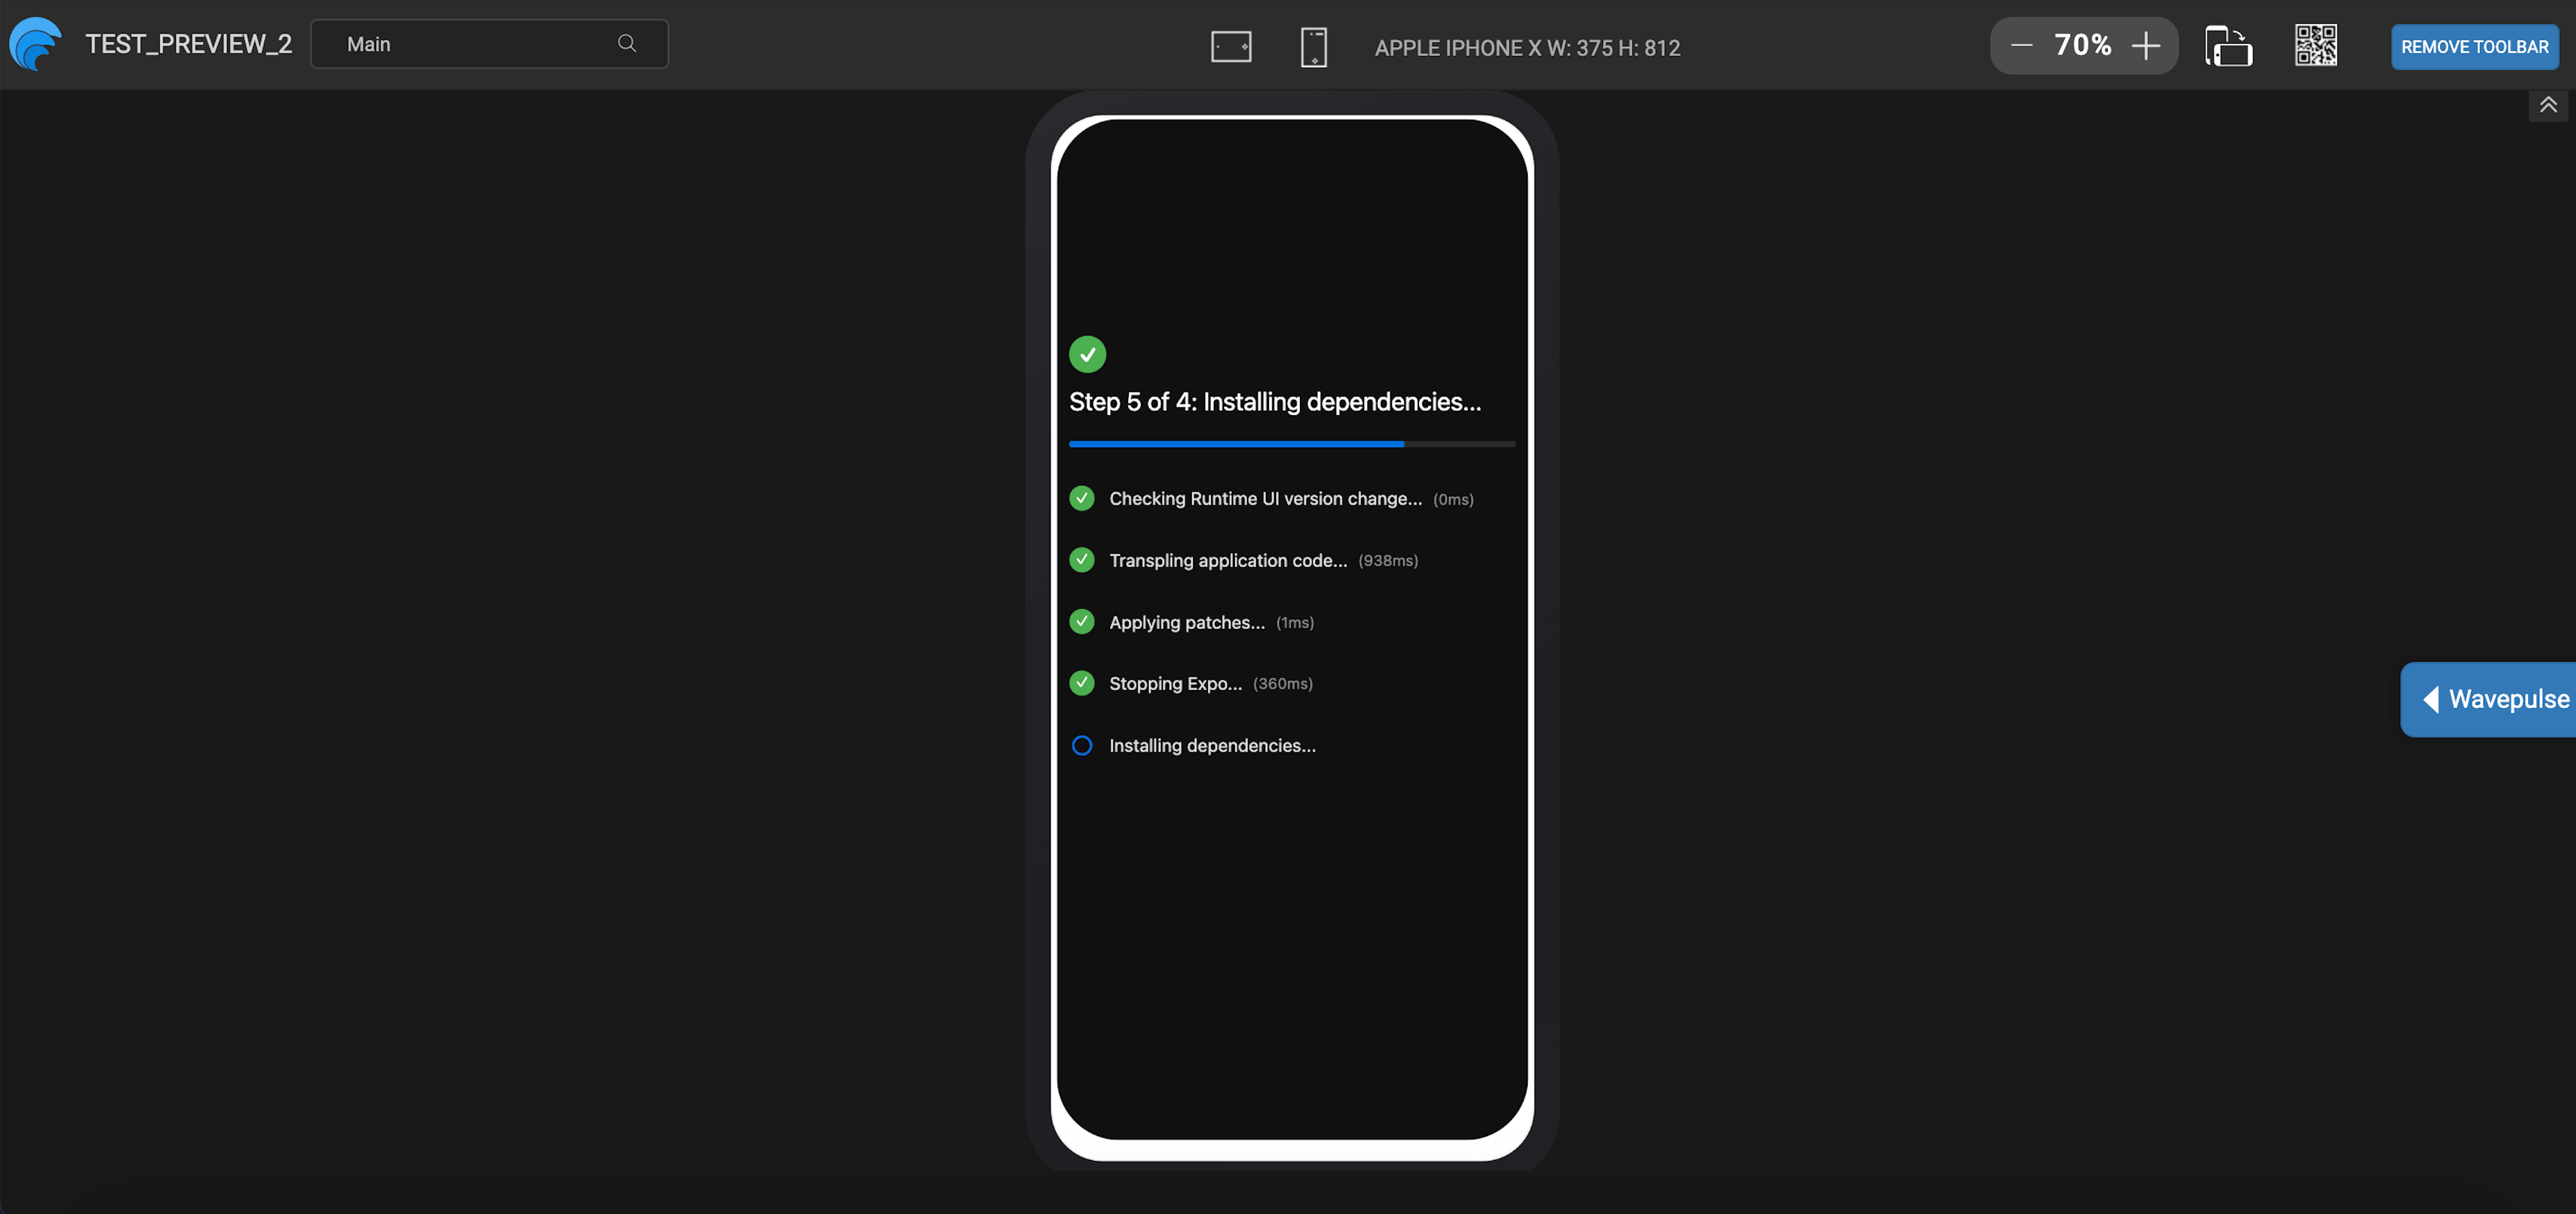 TEST_PREVIEW_2
Main
APPLE IPHONE X W: 375 H: 812
70%
REMOVE TOOLBAR
Step 5 of 4: Installing dependencies...
Checking Runtime UI version change... (0ms)
Transpling application code... (938ms)
Applying patches... (1ms)
Stopping Expo... (360ms)
Installing dependencies...
Wavepulse